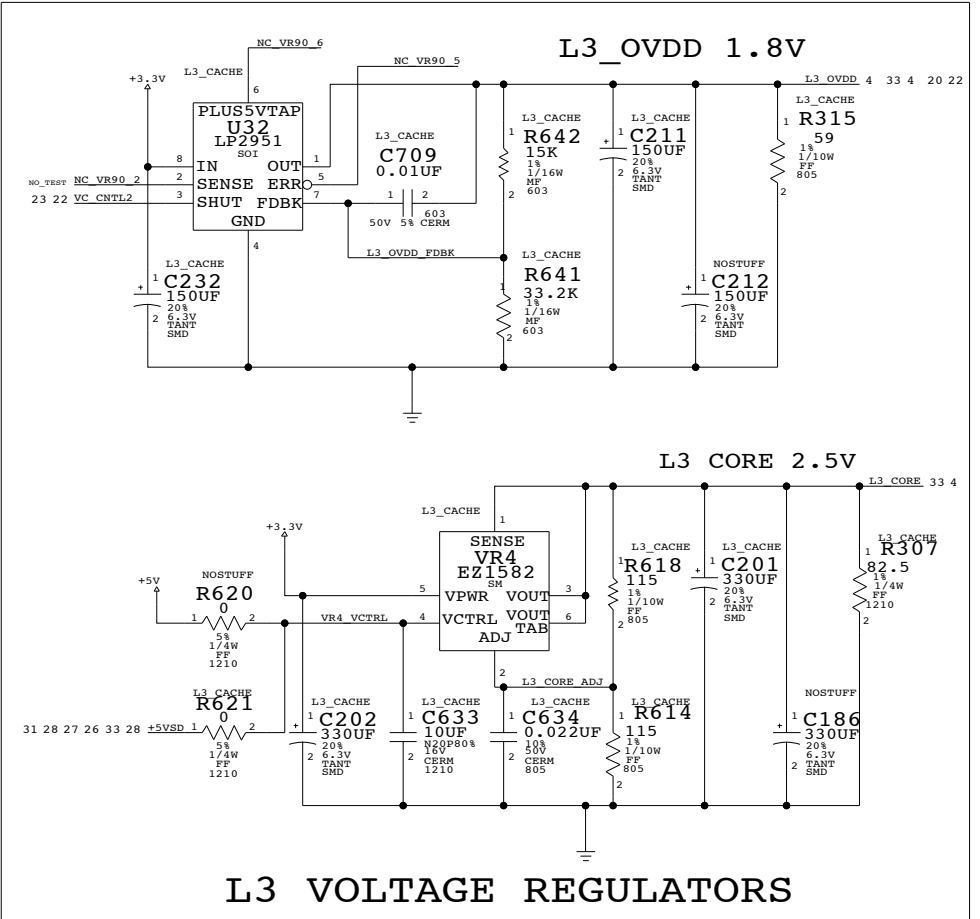 NC_VR90_6
L3_OVDD 1.8V
NC_VR90_5
L3_CACHE
+3.3V
L3_OVDD 4 33 4 20 22
6
PLUS5VTAP
U32
LP2951
SOI
8 IN OUT 1
NO_TEST NC_VR90_2 2 SENSE ERR 5
23 22 VC_CNTL2 3 SHUT FDBK 7
GND
4
L3_CACHE
C709
0.01UF
1 2
603
50V 5% CERM
L3_OVDD_FDBK
L3_CACHE
1 R642
15K
1%
1/16W
MF
2 603
L3_CACHE
1 C211
+ 150UF
20%
6.3V
2 TANT
SMD
L3_CACHE
1 R315
59
1%
1/10W
FF
2 805
L3_CACHE
1 C232
+ 150UF
20%
6.3V
2 TANT
SMD
R641
1 33.2K
1%
1/16W
MF
2 603
NOSTUFF
1 C212
+ 150UF
20%
6.3V
2 TANT
SMD
L3 CORE 2.5V
L3_CORE 33 4
L3_CACHE
1
SENSE
VR4
EZ1582
SM
5 VPWR VOUT 3
VR4_VCTRL 4 VCTRL VOUT 6
TAB
ADJ
2
+3.3V
+5V
NOSTUFF
R620
1 0 2
5%
1/4W
FF
1210
L3_CACHE
R621
31 28 27 26 33 28 +5VSD 1 0 2
5%
1/4W
FF
1210
L3_CACHE
1 R618
115
1%
1/10W
FF
2 805
L3_CACHE
1 C201
+ 330UF
20%
6.3V
2 TANT
SMD
L3_CACHE
1 R307
82.5
1%
1/4W
FF
2 1210
L3_CORE_ADJ
L3_CACHE
1 C202
+ 330UF
20%
6.3V
2 TANT
SMD
L3_CACHE
1 C633
10UF
N20P80%
16V
2 CERM
1210
L3_CACHE
1 C634
0.022UF
10%
50V
2 CERM
805
L3_CACHE
1 R614
115
1%
1/10W
FF
2 805
NOSTUFF
1 C186
+ 330UF
20%
6.3V
2 TANT
SMD
L3 VOLTAGE REGULATORS